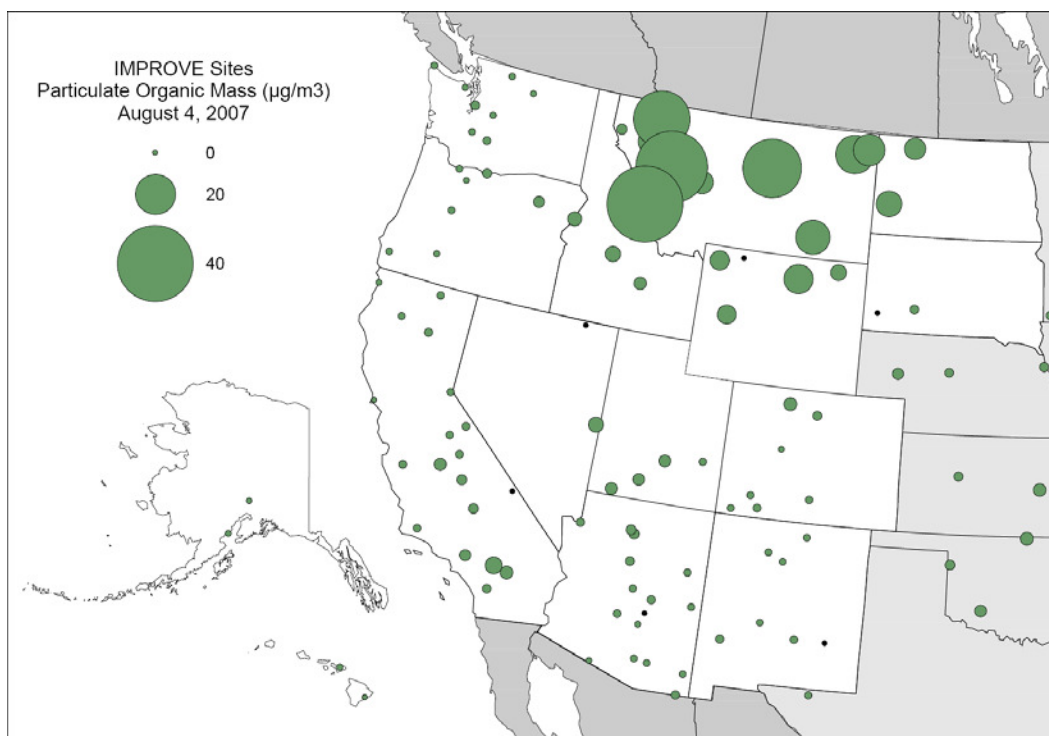 IMPROVE Sites
Particulate Organic Mass (µg/m3)
August 4, 2007
0
20
40